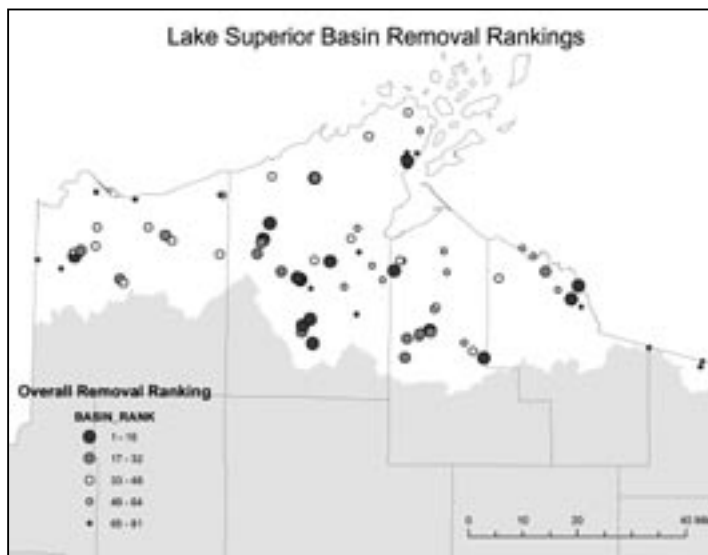 Lake Superior Basin Removal Rankings
Overall Removal Ranking
BASIN_RANK
1 - 16
17 - 32
33 - 48
49 - 64
65 - 81
0 10 20 40